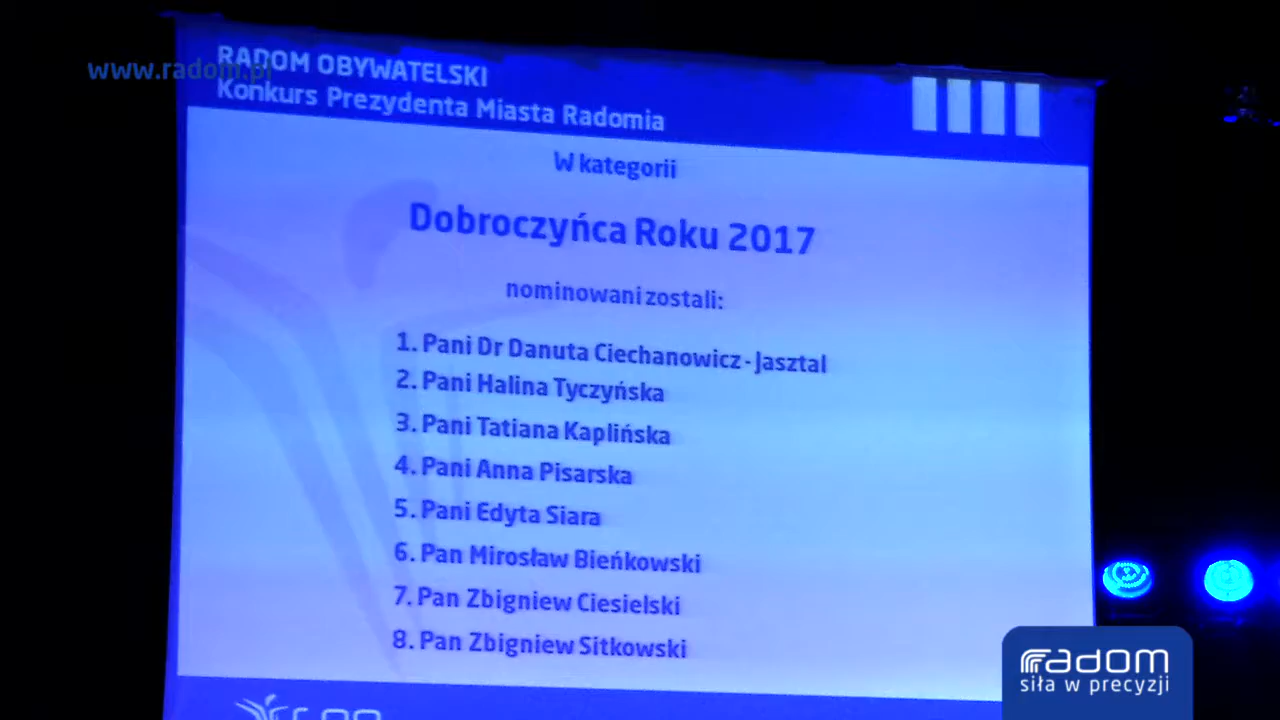 www.radom.pl
RADOM OBYWATELSKI
Konkurs Prezydenta Miasta Radomia
W kategorii
Dobroczyńca Roku 2017
nominowani zostali:
1. Pani Dr Danuta Ciechanowicz - Jasztal
2. Pani Halina Tyczyńska
3. Pani Tatiana Kaplińska
4. Pani Anna Pisarska
5. Pani Edyta Siara
6. Pan Mirosław Bieńkowski
7. Pan Zbigniew Ciesielski
8. Pan Zbigniew Sitkowski
radom
siła w precyzji